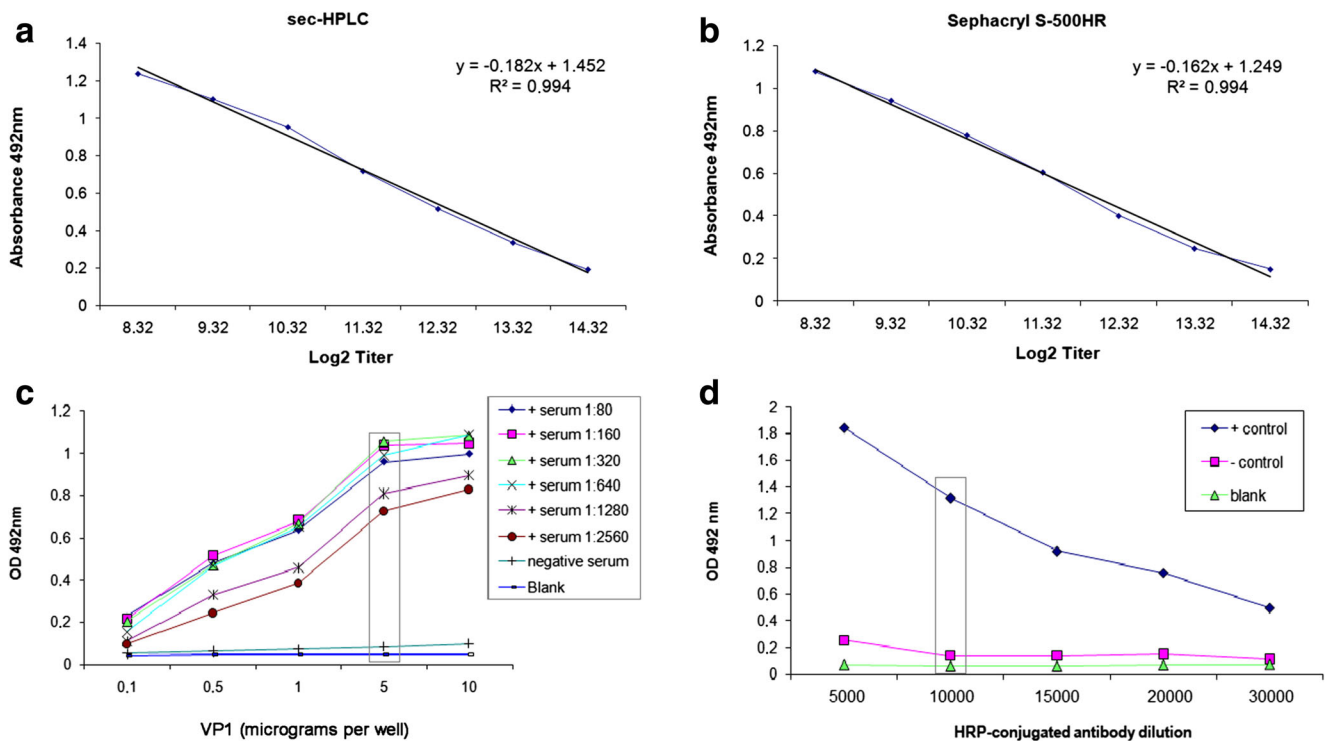 a
sec-HPLC
1.4
1.2
1
0.8
0.6
0.4
0.2
0
Absorbance 492nm
y = -0.182x + 1.452
R² = 0.994
8.32 9.32 10.32 11.32 12.32 13.32 14.32
Log2 Titer
b
Sephacryl S-500HR
1.2
1
0.8
0.6
0.4
0.2
0
Absorbance 492nm
y = -0.162x + 1.249
R² = 0.994
8.32 9.32 10.32 11.32 12.32 13.32 14.32
Log2 Titer
c
1.2
1
0.8
0.6
0.4
0.2
0
OD 492nm
+ serum 1:80
+ serum 1:160
+ serum 1:320
+ serum 1:640
+ serum 1:1280
+ serum 1:2560
negative serum
Blank
0,1 0.5 1 5 10
VP1 (micrograms per well)
d
2
1.8
1.6
1.4
1.2
1
0.8
0.6
0.4
0.2
0
OD 492 nm
+ control
- control
blank
5000 10000 15000 20000 30000
HRP-conjugated antibody dilution